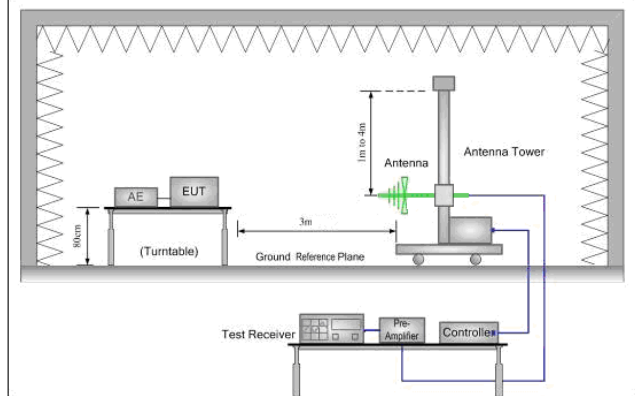 1m to 4m
Antenna
Antenna Tower
AE
EUT
80cm
(Turntable)
3m
Ground Reference Plane
Test Receiver
Pre-
Amplifier
Controller